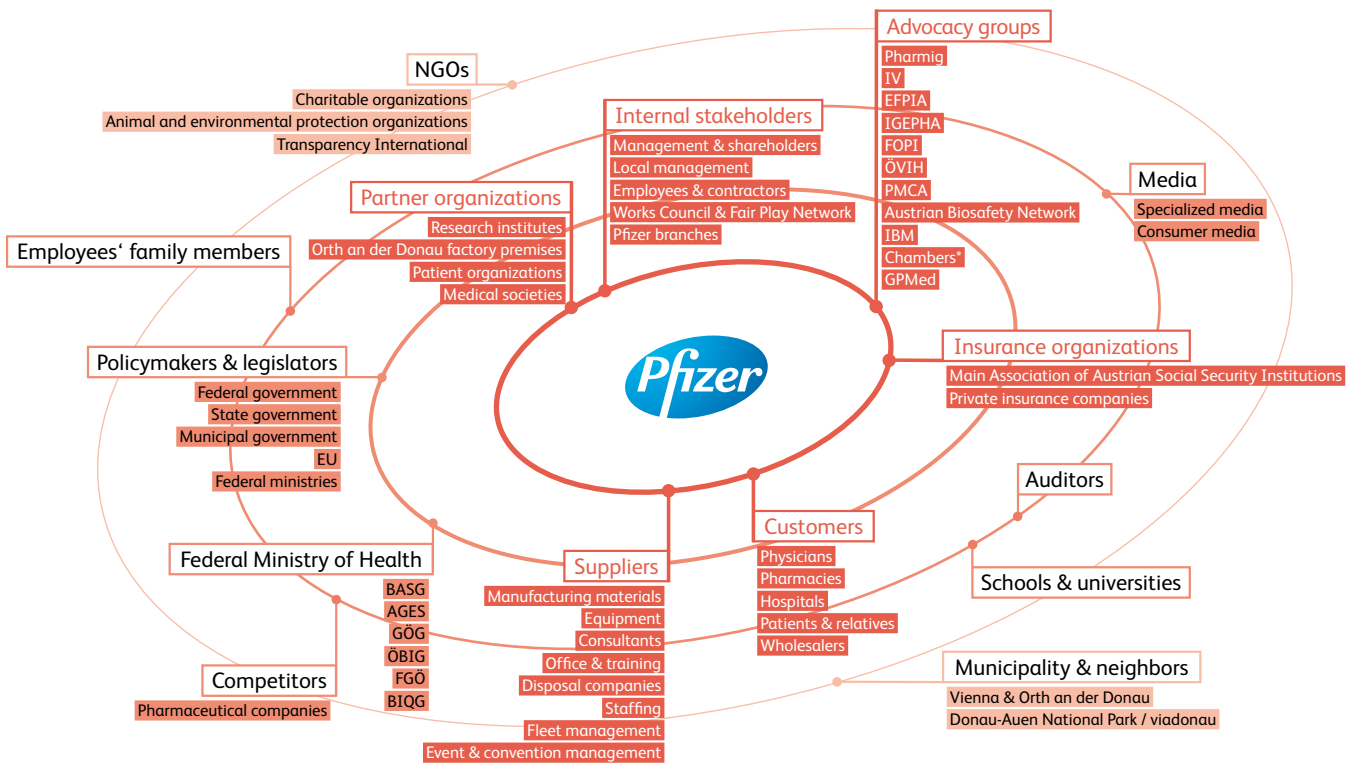 Advocacy groups
Pharmig
IV
EFPIA
IGEPHA
FOPI
ÖVIH
PMCA
Austrian Biosafety Network
IBM
Chambers*
GPMed
NGOs
Charitable organizations
Animal and environmental protection organizations
Transparency International
Internal stakeholders
Management & shareholders
Local management
Employees & contractors
Works Council & Fair Play Network
Pfizer branches
Media
Specialized media
Consumer media
Partner organizations
Research institutes
Orth an der Donau factory premises
Patient organizations
Medical societies
Employees‘ family members
Policymakers & legislators
Federal government
State government
Municipal government
EU
Federal ministries
Pfizer
Insurance organizations
Main Association of Austrian Social Security Institutions
Private insurance companies
Auditors
Customers
Physicians
Pharmacies
Hospitals
Patients & relatives
Wholesalers
Federal Ministry of Health
BASG
AGES
GÖG
ÖBIG
FGÖ
BIQG
Suppliers
Manufacturing materials
Equipment
Consultants
Office & training
Disposal companies
Staffing
Fleet management
Event & convention management
Schools & universities
Competitors
Pharmaceutical companies
Municipality & neighbors
Vienna & Orth an der Donau
Donau-Auen National Park / viadonau